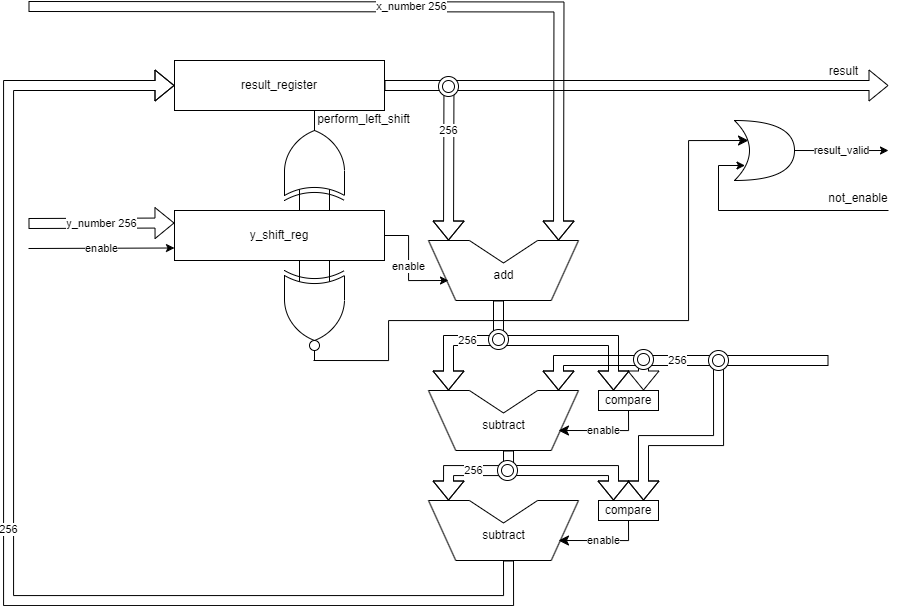 x_number 256
result_register
result
perform_left_shift
256
result_valid
not_enable
y_number 256
y_shift_reg
enable
enable
add
256
256
compare
subtract
enable
256
compare
subtract
enable
256